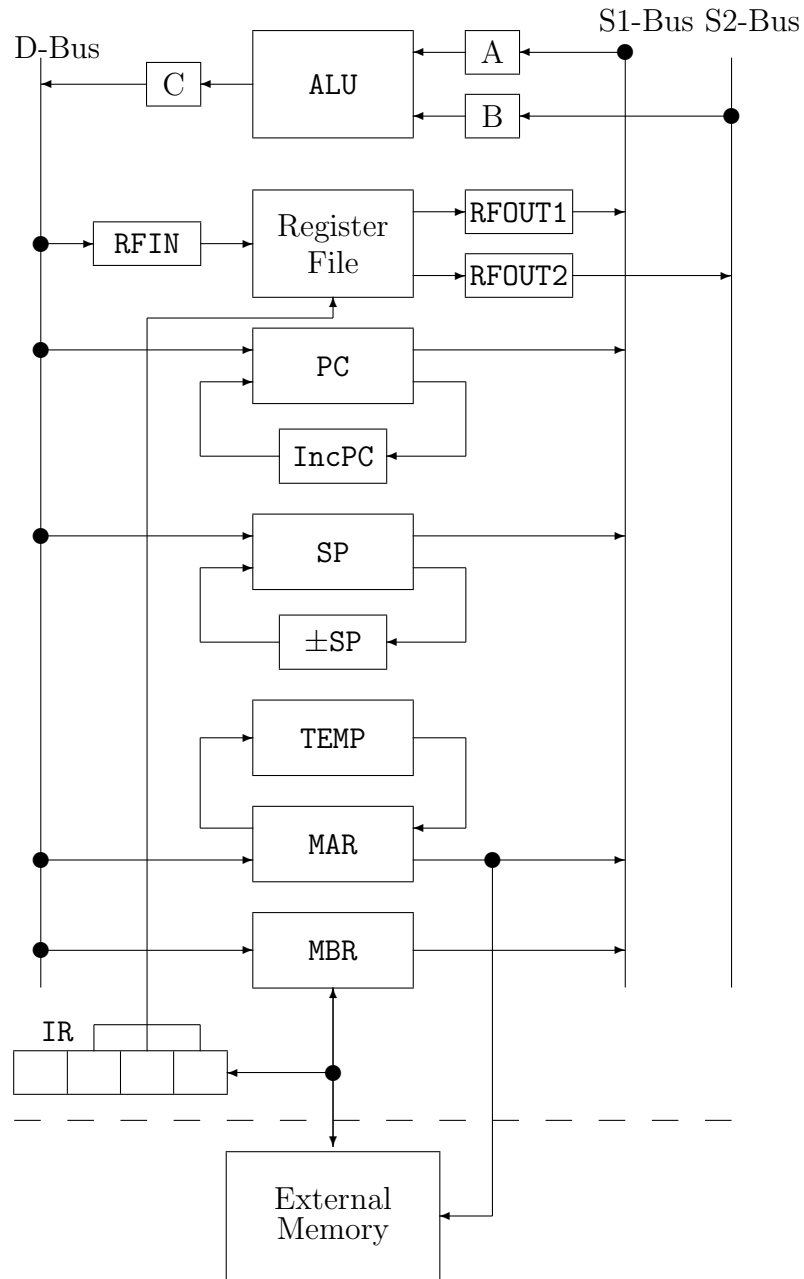 S1-Bus S2-Bus
D-Bus
A
C
ALU
B
RFIN
Register
File
RFOUT1
RFOUT2
PC
IncPC
SP
±SP
TEMP
MAR
MBR
IR
External
Memory